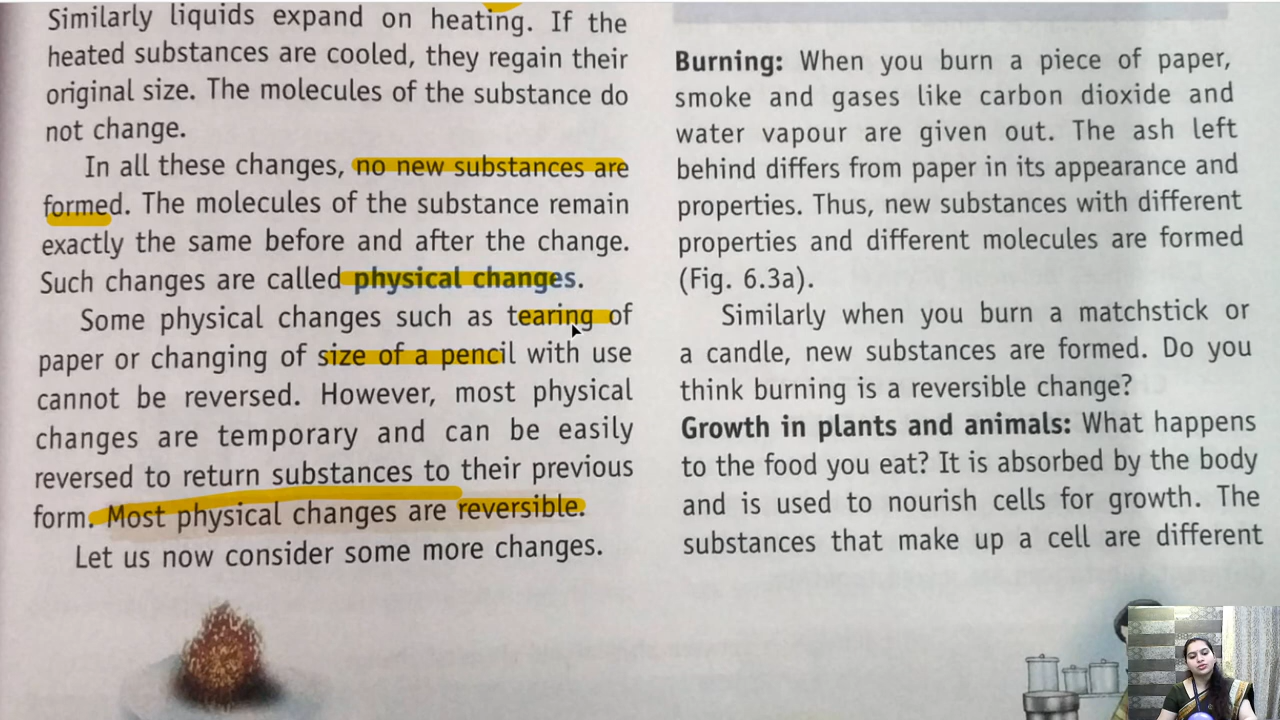 Similarly liquids expand on heating. If the
heated substances are cooled, they regain their
original size. The molecules of the substance do
not change.
In all these changes, no new substances are
formed. The molecules of the substance remain
exactly the same before and after the change.
Such changes are called physical changes.
Some physical changes such as tearing of
paper or changing of size of a pencil with use
cannot be reversed. However, most physical
changes are temporary and can be easily
reversed to return substances to their previous
form. Most physical changes are reversible.
Let us now consider some more changes.
Burning: When you burn a piece of paper,
smoke and gases like carbon dioxide and
water vapour are given out. The ash left
behind differs from paper in its appearance and
properties. Thus, new substances with different
properties and different molecules are formed
(Fig. 6.3a).
Similarly when you burn a matchstick or
a candle, new substances are formed. Do you
think burning is a reversible change?
Growth in plants and animals: What happens
to the food you eat? It is absorbed by the body
and is used to nourish cells for growth. The
substances that make up a cell are different